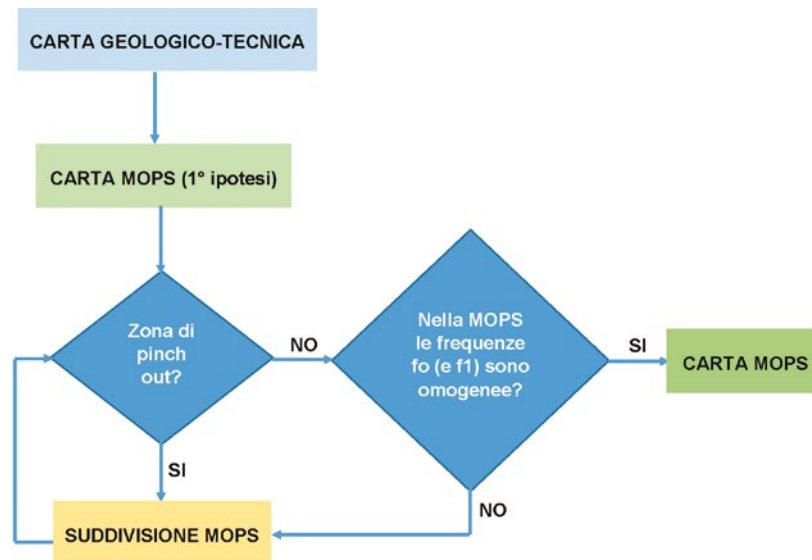 CARTA GEOLOGICO-TECNICA
CARTA MOPS (1° ipotesi)
Zona di
pinch
out?
NO
Nella MOPS
le frequenze
fo (e f1) sono
omogenee?
SI
CARTA MOPS
SI
NO
SUDDIVISIONE MOPS